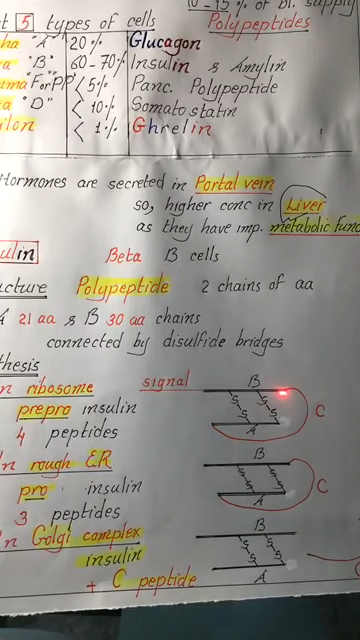 10-15% of bl. supply
5 types of cells Polypeptides
"A" 20% Glucagon
"B" 60-70% Insulin & Amylin
"F or PP" < 5% Panc. Polypeptide
"D" < 10% Somatostatin
< 1% Ghrelin
Hormones are secreted in Portal vein
so, higher conc in Liver
as they have imp. metabolic func
ulin Beta B cells
ucture Polypeptide 2 chains of aa
A 21 aa & B 30 aa chains
connected by disulfide bridges
thesis
n ribosome signal B
prepro insulin C
4 peptides A
n rough ER B
pro insulin C
3 peptides A
n Golgi complex B
insulin
+ C peptide A